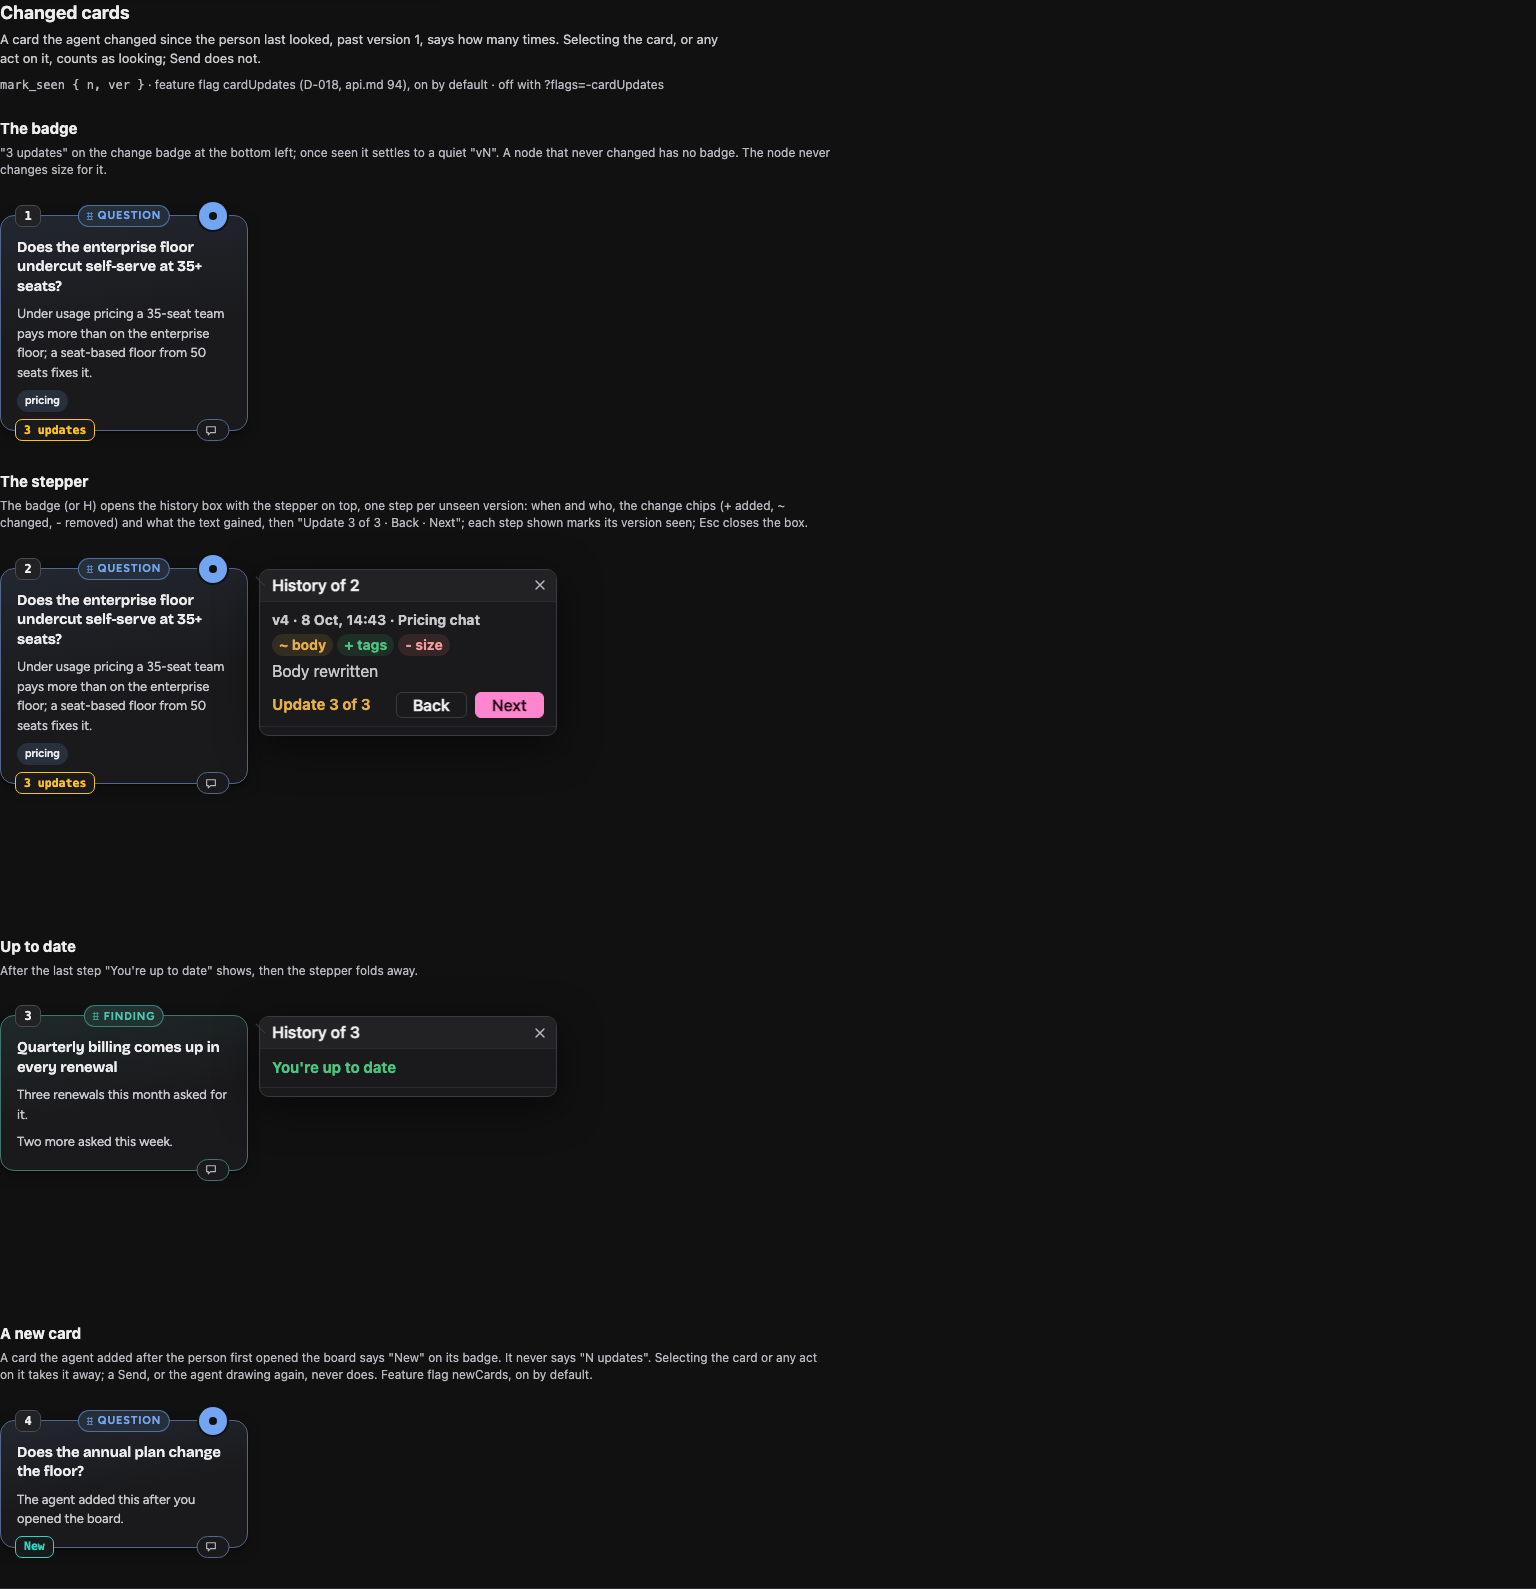 Changed cards
A card the agent changed since the person last looked, past version 1, says how many times. Selecting the card, or any
act on it, counts as looking; Send does not.
mark_seen { n, ver } · feature flag cardUpdates (D-018, api.md 94), on by default · off with ?flags=-cardUpdates
The badge
"3 updates" on the change badge at the bottom left; once seen it settles to a quiet "vN". A node that never changed has no badge. The node never
changes size for it.
1
QUESTION
Does the enterprise floor
undercut self-serve at 35+
seats?
Under usage pricing a 35-seat team
pays more than on the enterprise
floor; a seat-based floor from 50
seats fixes it.
pricing
3 updates
The stepper
The badge (or H) opens the history box with the stepper on top, one step per unseen version: when and who, the change chips (+ added, ~
changed, - removed) and what the text gained, then "Update 3 of 3 · Back · Next"; each step shown marks its version seen; Esc closes the box.
2
QUESTION
Does the enterprise floor
undercut self-serve at 35+
seats?
Under usage pricing a 35-seat team
pays more than on the enterprise
floor; a seat-based floor from 50
seats fixes it.
pricing
3 updates
History of 2
v4 · 8 Oct, 14:43 · Pricing chat
~ body + tags - size
Body rewritten
Update 3 of 3 Back Next
Up to date
After the last step "You're up to date" shows, then the stepper folds away.
3
FINDING
Quarterly billing comes up in
every renewal
Three renewals this month asked for
it.
Two more asked this week.
History of 3
You're up to date
A new card
A card the agent added after the person first opened the board says "New" on its badge. It never says "N updates". Selecting the card or any act
on it takes it away; a Send, or the agent drawing again, never does. Feature flag newCards, on by default.
4
QUESTION
Does the annual plan change
the floor?
The agent added this after you
opened the board.
New